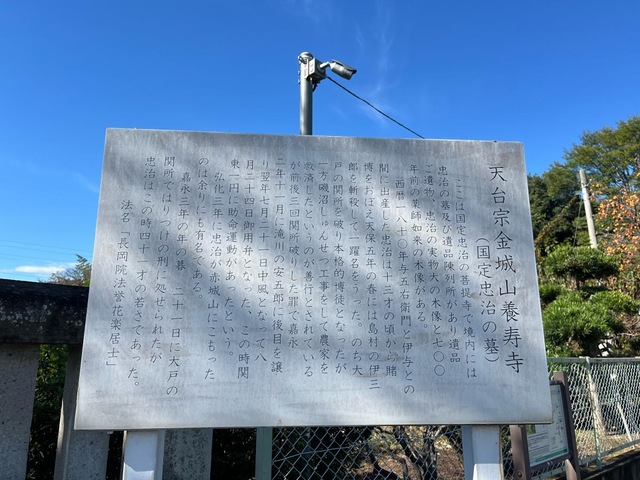 天台宗金城山養寿寺
(国定忠治の墓)
ここは国定忠治の菩提寺で境内には
忠治の墓及び遺品陳列所があり遺品
ご遺物、忠治の実物大の木像と七〇〇
年前の薬師如来の木像がある。
西暦一八十〇年与五右衛門・伊与との
間に出産した忠治は十三才の頃から賭
博をおぼえ天保五年の春には島村の伊三
郎を斬殺して一躍名をうった。のち大
戸の関所を破り本格的博徒となったが
一方磯沼しゅんせつ工事をして農家を
救済したというのが善行とされている
が前後三回関所破りした罪で嘉永
二年十一月に滝川の安五郎に後目を譲
り翌年七月二十一日中風となって八
月二十四日御用弁となった。この時関
東一円に助命運動があったという。
弘化三年に忠治が赤城山にこもった
のは余りにも有名である。
嘉永三年の年の暮 二十一日に大戸の
関所ではりつけの刑に処せられたが
忠治はこの時四十一才の若さであった。
法名「長岡院法誉花楽居士」